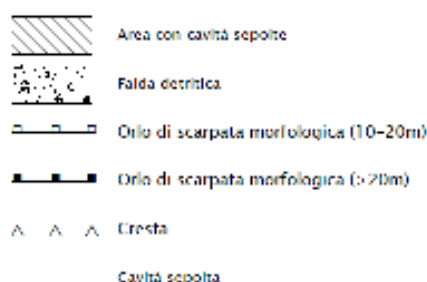 Area con cavità sepolte
Falda detritica
Orlo di scarpata morfologica (10-20m)
Orlo di scarpata morfologica (>20m)
Cresta
Cavità sepolta